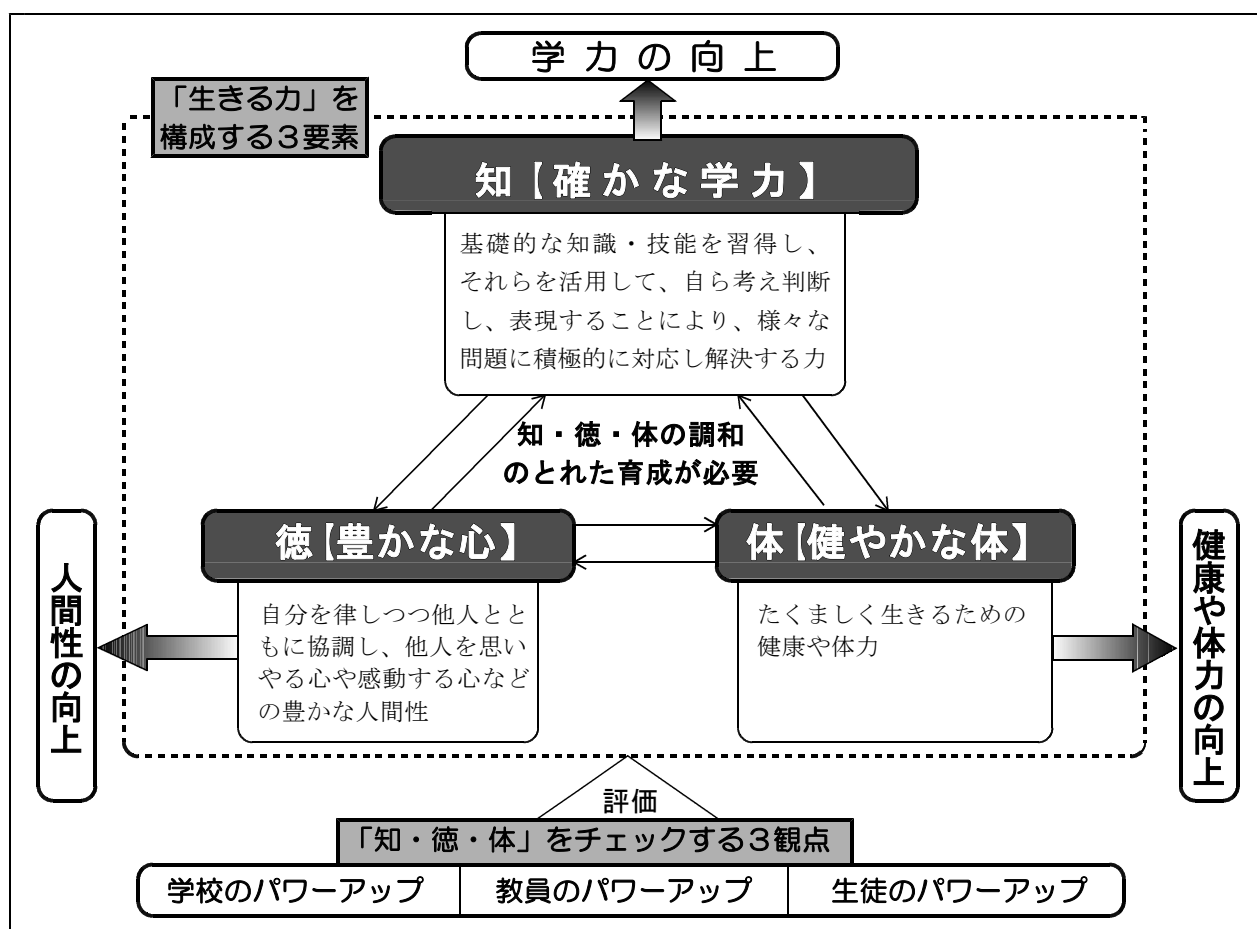 学力の向上
「生きる力」を
構成する３要素
知【確かな学力】
基礎的な知識・技能を習得し、
それらを活用して、自ら考え判断
し、表現することにより、様々な
問題に積極的に対応し解決する力
知・徳・体の調和
のとれた育成が必要
徳【豊かな心】
自分を律しつつ他人とと
もに協調し、他人を思い
やる心や感動する心など
の豊かな人間性
体【健やかな体】
たくましく生きるための
健康や体力
人間性の向上
健康や体力の向上
評価
「知・徳・体」をチェックする３観点
学校のパワーアップ
教員のパワーアップ
生徒のパワーアップ